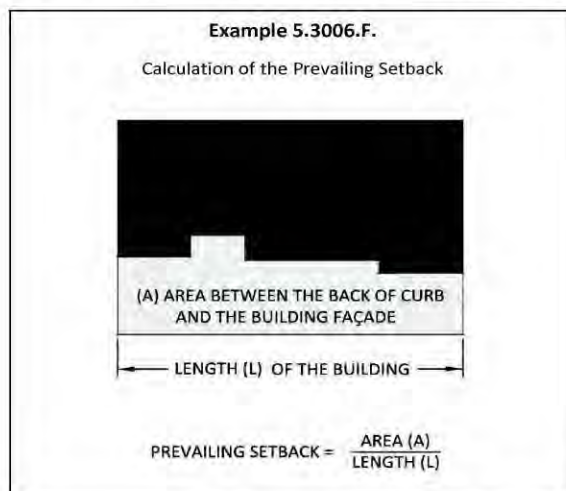 Example 5.3006.F.
Calculation of the Prevailing Setback
(A) AREA BETWEEN THE BACK OF CURB
AND THE BUILDING FAÇADE
LENGTH (L) OF THE BUILDING
PREVAILING SETBACK = AREA (A)
LENGTH (L)